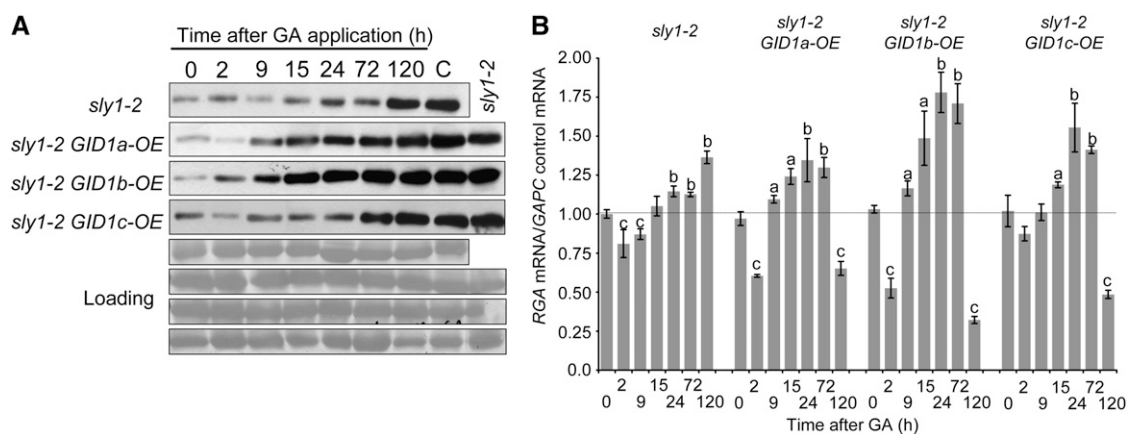 A
Time after GA application (h)
0 2 9 15 24 72 120 C sly1-2
sly1-2
sly1-2 GID1a-OE
sly1-2 GID1b-OE
sly1-2 GID1c-OE
Loading
B
sly1-2
sly1-2
GID1a-OE
sly1-2
GID1b-OE
sly1-2
GID1c-OE
RGA mRNA/GAPC control mRNA
2.00
1.75
1.50
1.25
1.00
0.75
0.50
0.25
0.0
c c b b b
c a a b b c
c b a b b c
a b b c
2 15 72 2 15 72 2 15 72 2 15 72
0 9 24 120 0 9 24 120 0 9 24 120 0 9 24 120
Time after GA (h)